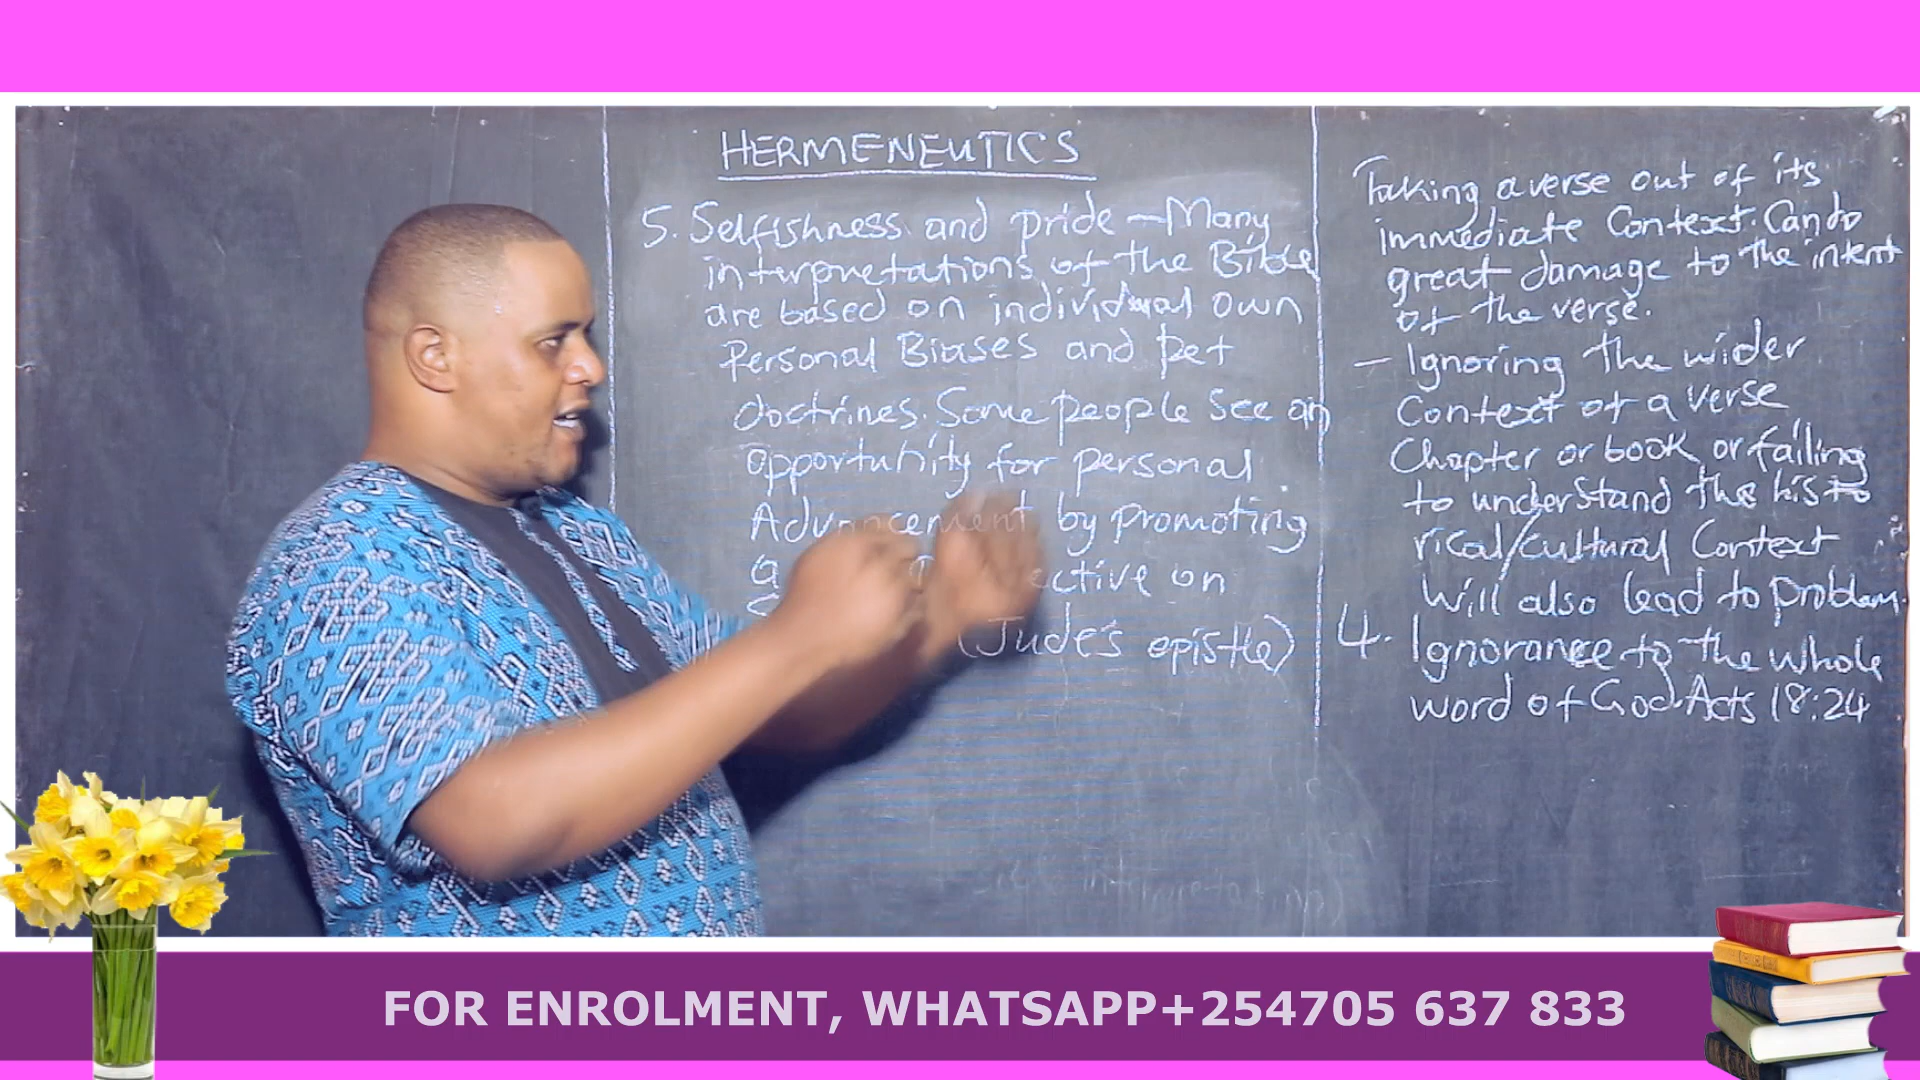 HERMENEUTICS
5. Selfishness and pride - Many
interpretations of the Bible
are based on individual own
Personal Biases and pet
doctrines. Some people see an
opportunity for personal
Advancement by promoting
a
on
(Jude's epistle)
Taking a verse out of its
immediate Context. Can do
great damage to the intent
of the verse.
- Ignoring the wider
Context of a verse
Chapter or book or failing
to understand the histo
rical/cultural Context
Will also lead to problem.
4. Ignorance to the whole
word of God Acts 18:24
FOR ENROLMENT, WHATSAPP+254705 637 833